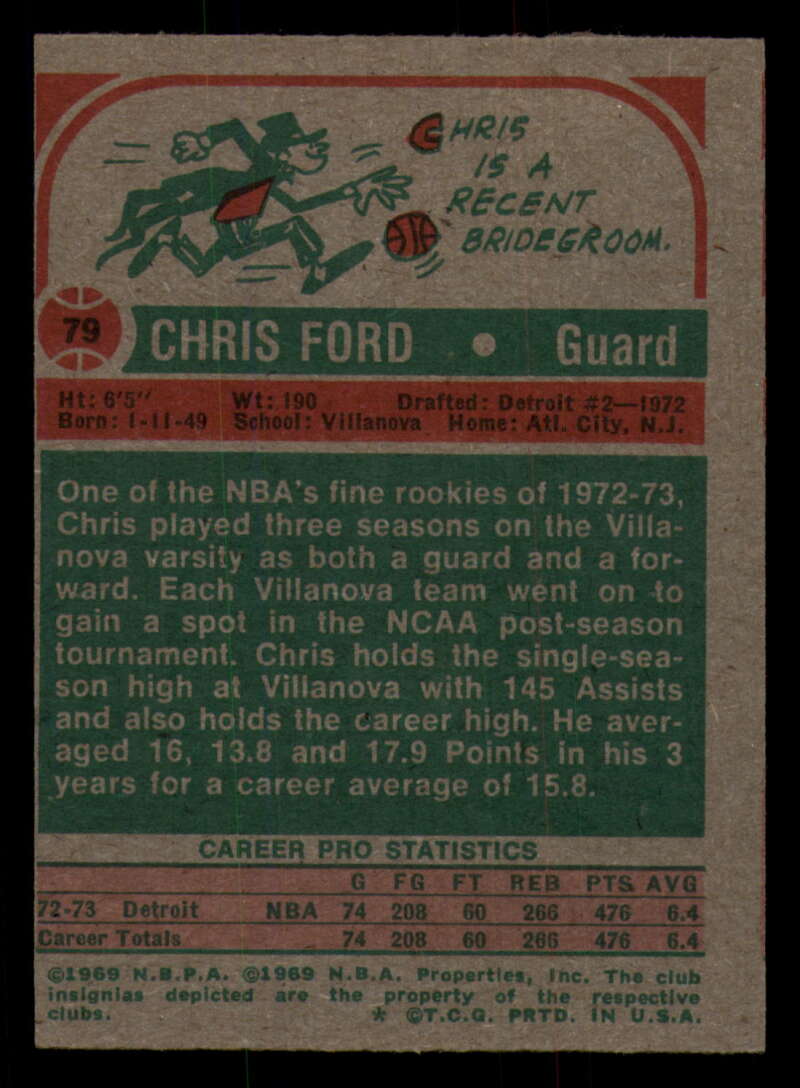 CHRIS
IS A
RECENT
BRIDEGROOM.
79 CHRIS FORD • Guard
Ht: 6'5" Wt: 190 Drafted: Detroit #2—1972
Born: 1-11-49 School: Villanova Home: Atl. City, N.J.
One of the NBA's fine rookies of 1972-73,
Chris played three seasons on the Villa-
nova varsity as both a guard and a for-
ward. Each Villanova team went on to
gain a spot in the NCAA post-season
tournament. Chris holds the single-sea-
son high at Villanova with 145 Assists
and also holds the career high. He aver-
aged 16, 13.8 and 17.9 Points in his 3
years for a career average of 15.8.
CAREER PRO STATISTICS
G FG FT REB PTS AVG
72-73 Detroit NBA 74 208 60 266 476 6.4
Career Totals 74 208 60 266 476 6.4
©1969 N.B.P.A. ©1969 N.B.A. Properties, Inc. The club
insignias depicted are the property of the respective
clubs. * ©T.C.G. PRTD. IN U.S.A.